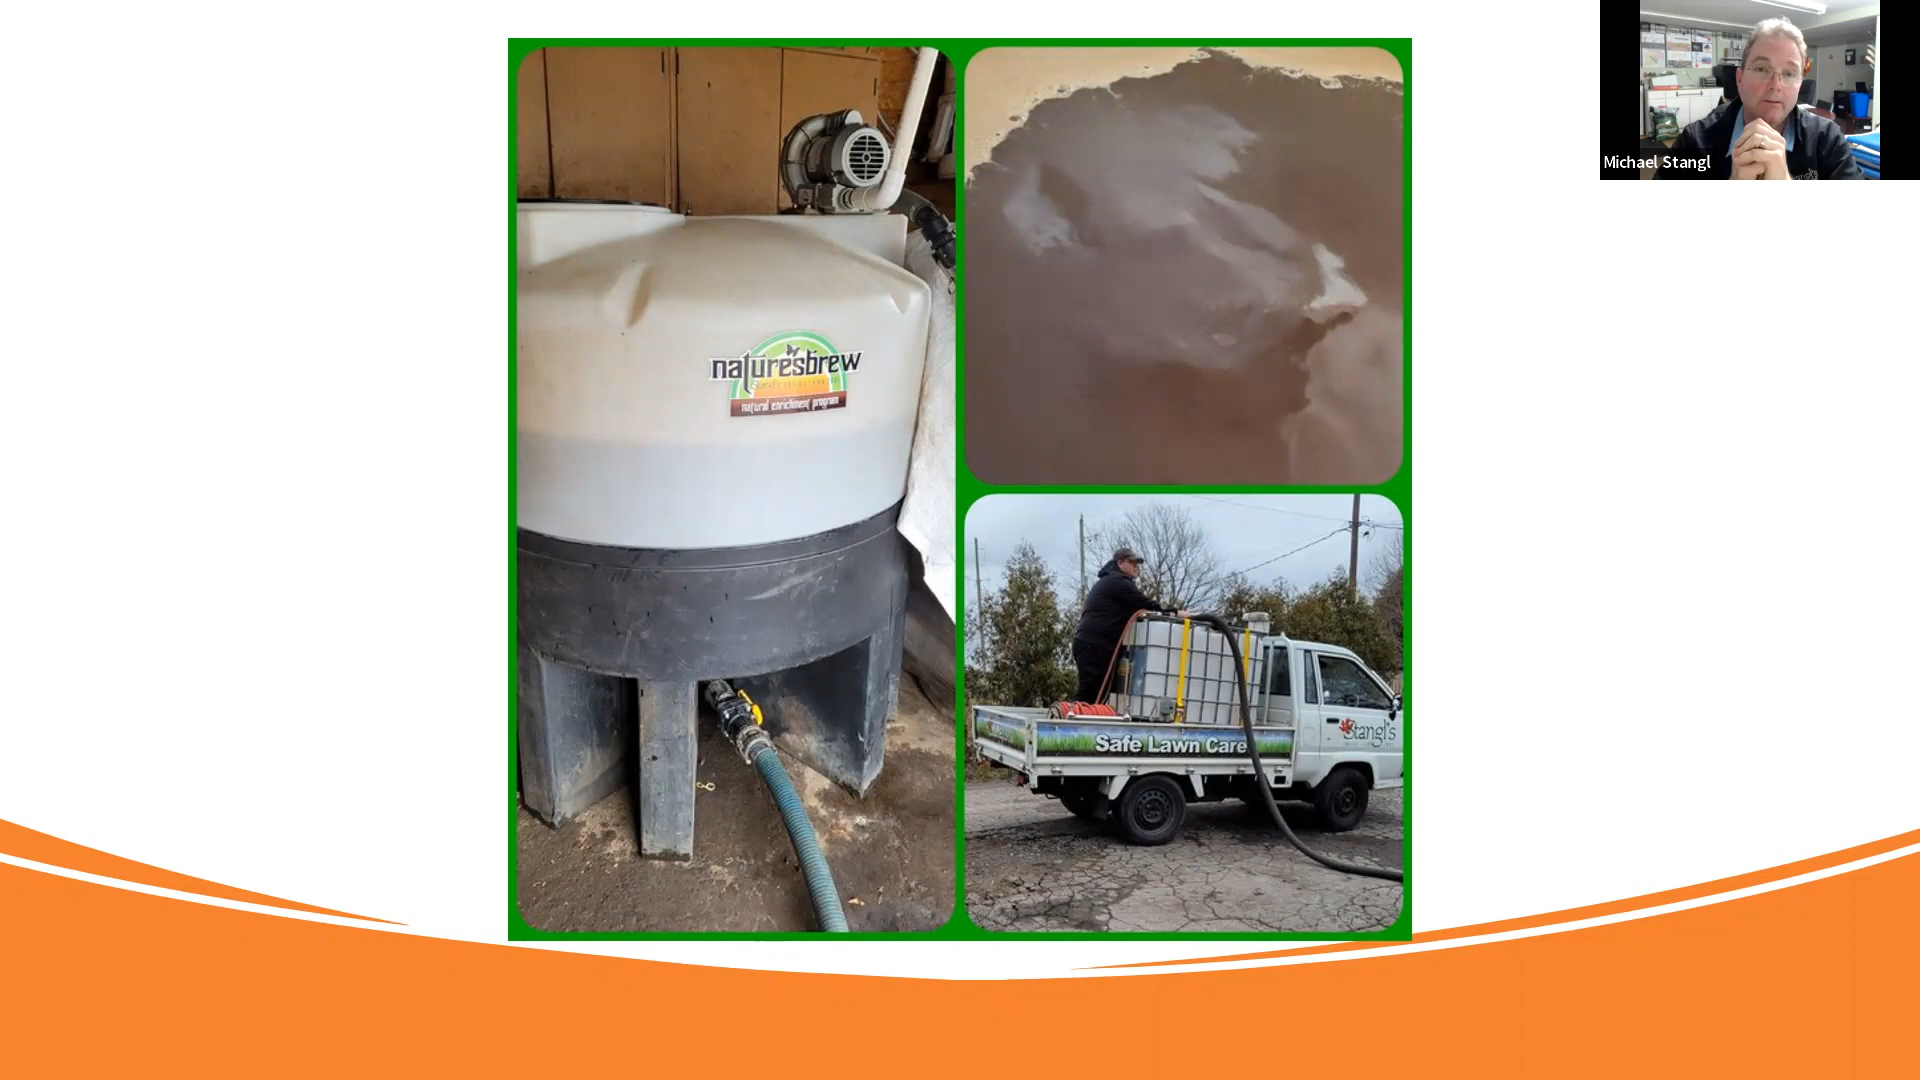 Michael Stangl
naturesbrew
natural enrichment program
Safe Lawn Care
Stangl's